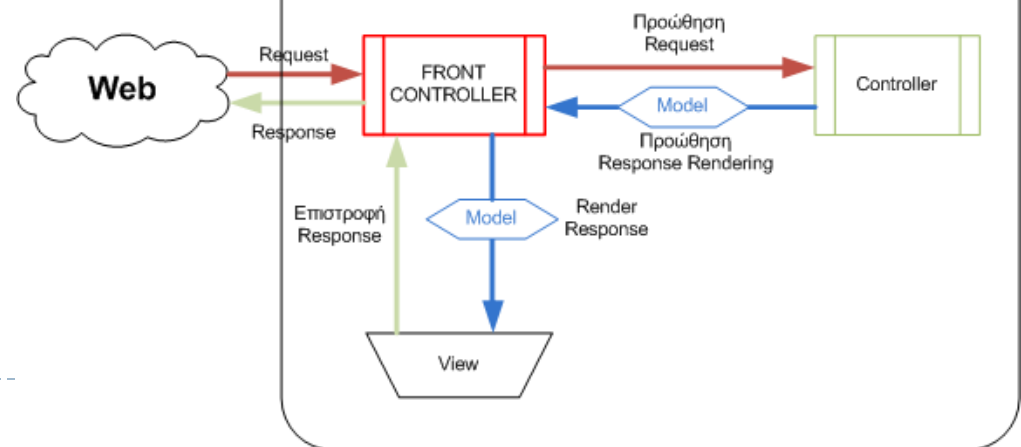 Web
Request
Response
FRONT
CONTROLLER
Προώθηση
Request
Model
Προώθηση
Response Rendering
Controller
Επιστροφή
Response
Model
Render
Response
View